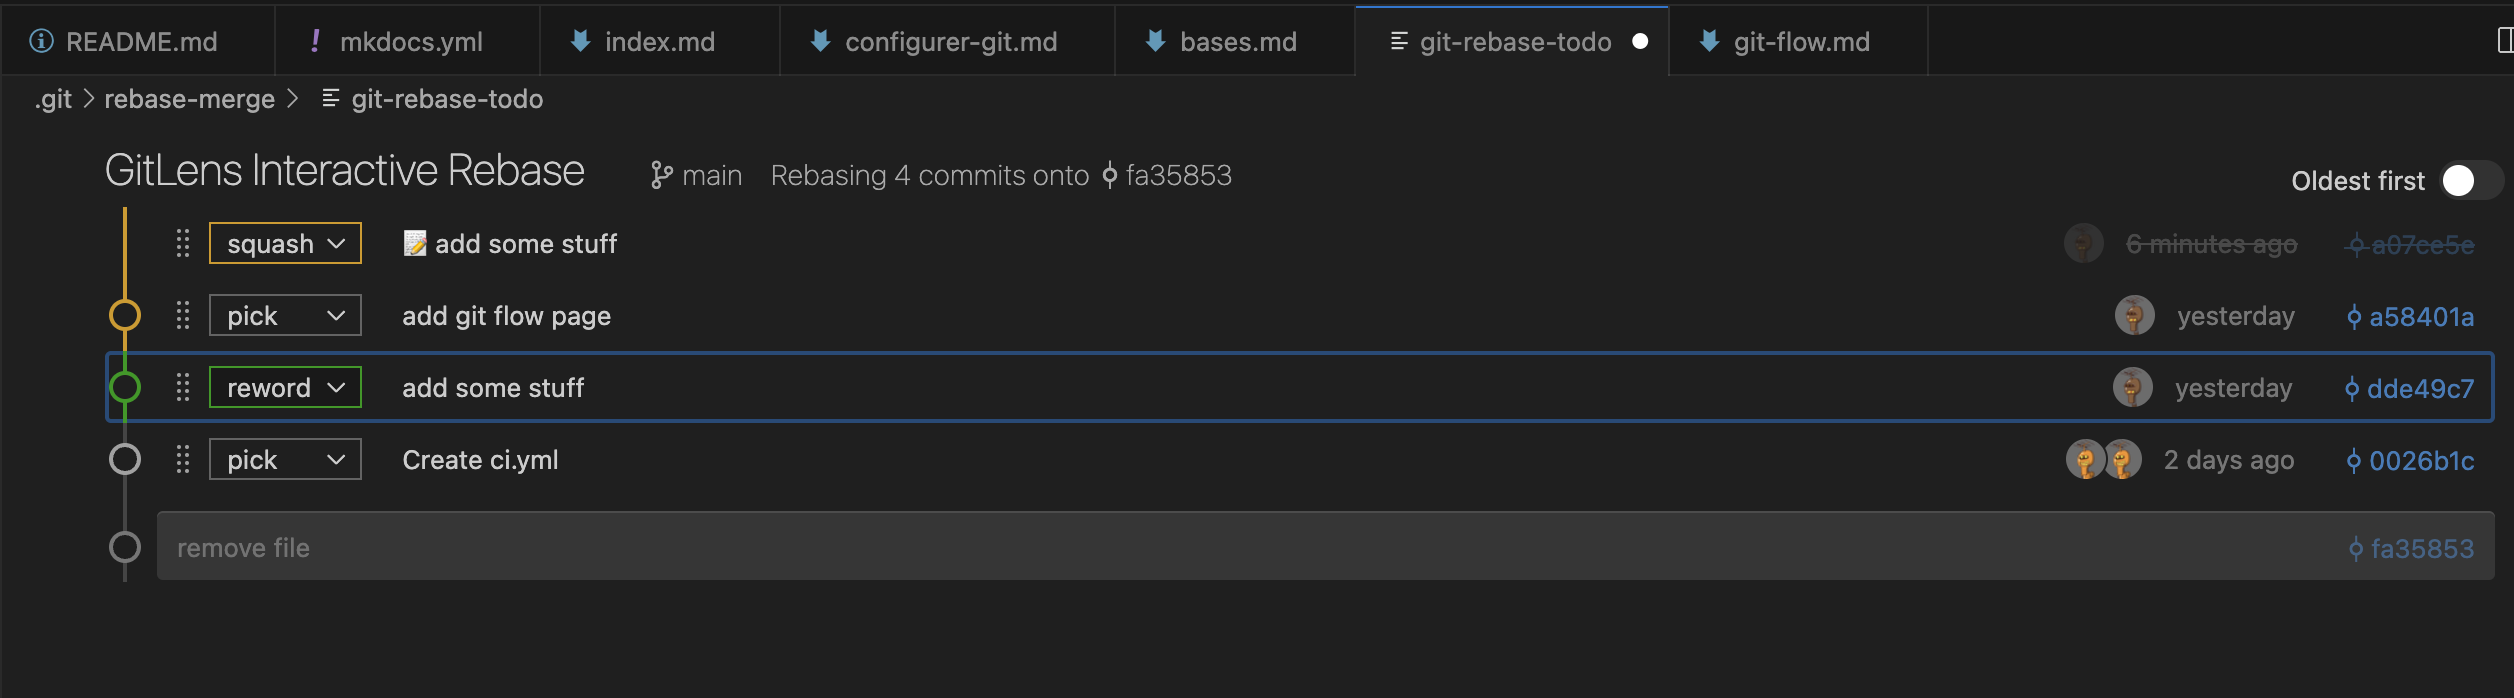 README.md mkdocs.yml index.md configurer-git.md bases.md git-rebase-todo git-flow.md
.git > rebase-merge > git-rebase-todo
GitLens Interactive Rebase main Rebasing 4 commits onto fa35853 Oldest first
squash 📝 add some stuff 6 minutes ago a07ce5e
pick add git flow page yesterday a58401a
reword add some stuff yesterday dde49c7
pick Create ci.yml 2 days ago 0026b1c
remove file fa35853